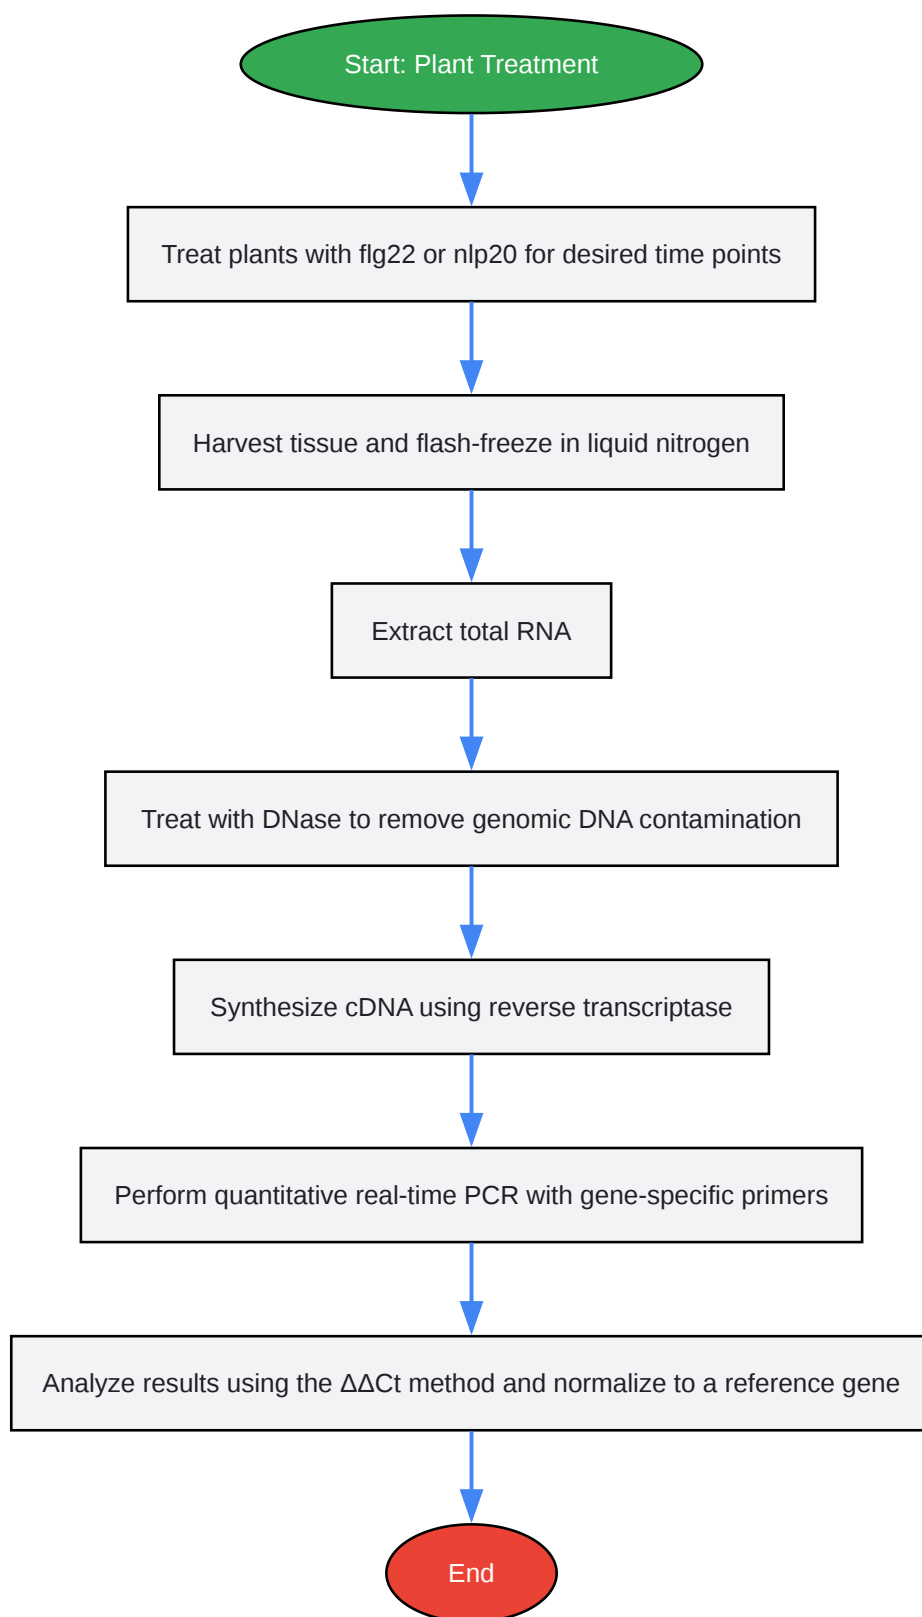 Start: Plant Treatment
Treat plants with flg22 or nlp20 for desired time points
Harvest tissue and flash-freeze in liquid nitrogen
Extract total RNA
Treat with DNase to remove genomic DNA contamination
Synthesize cDNA using reverse transcriptase
Perform quantitative real-time PCR with gene-specific primers
Analyze results using the ΔΔCt method and normalize to a reference gene
End